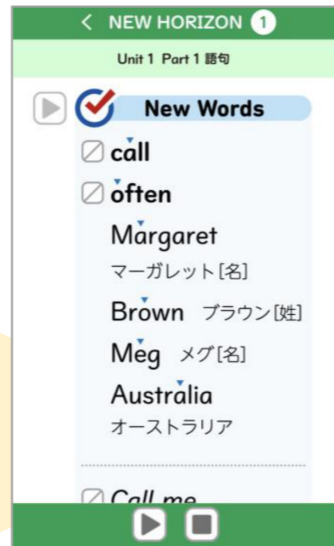 NEW HORIZON 1
Unit 1 Part 1 語句
New Words
call
often
Margaret
マーガレット[名]
Brown ブラウン[姓]
Meg メグ[名]
Australia
オーストラリア
Call me